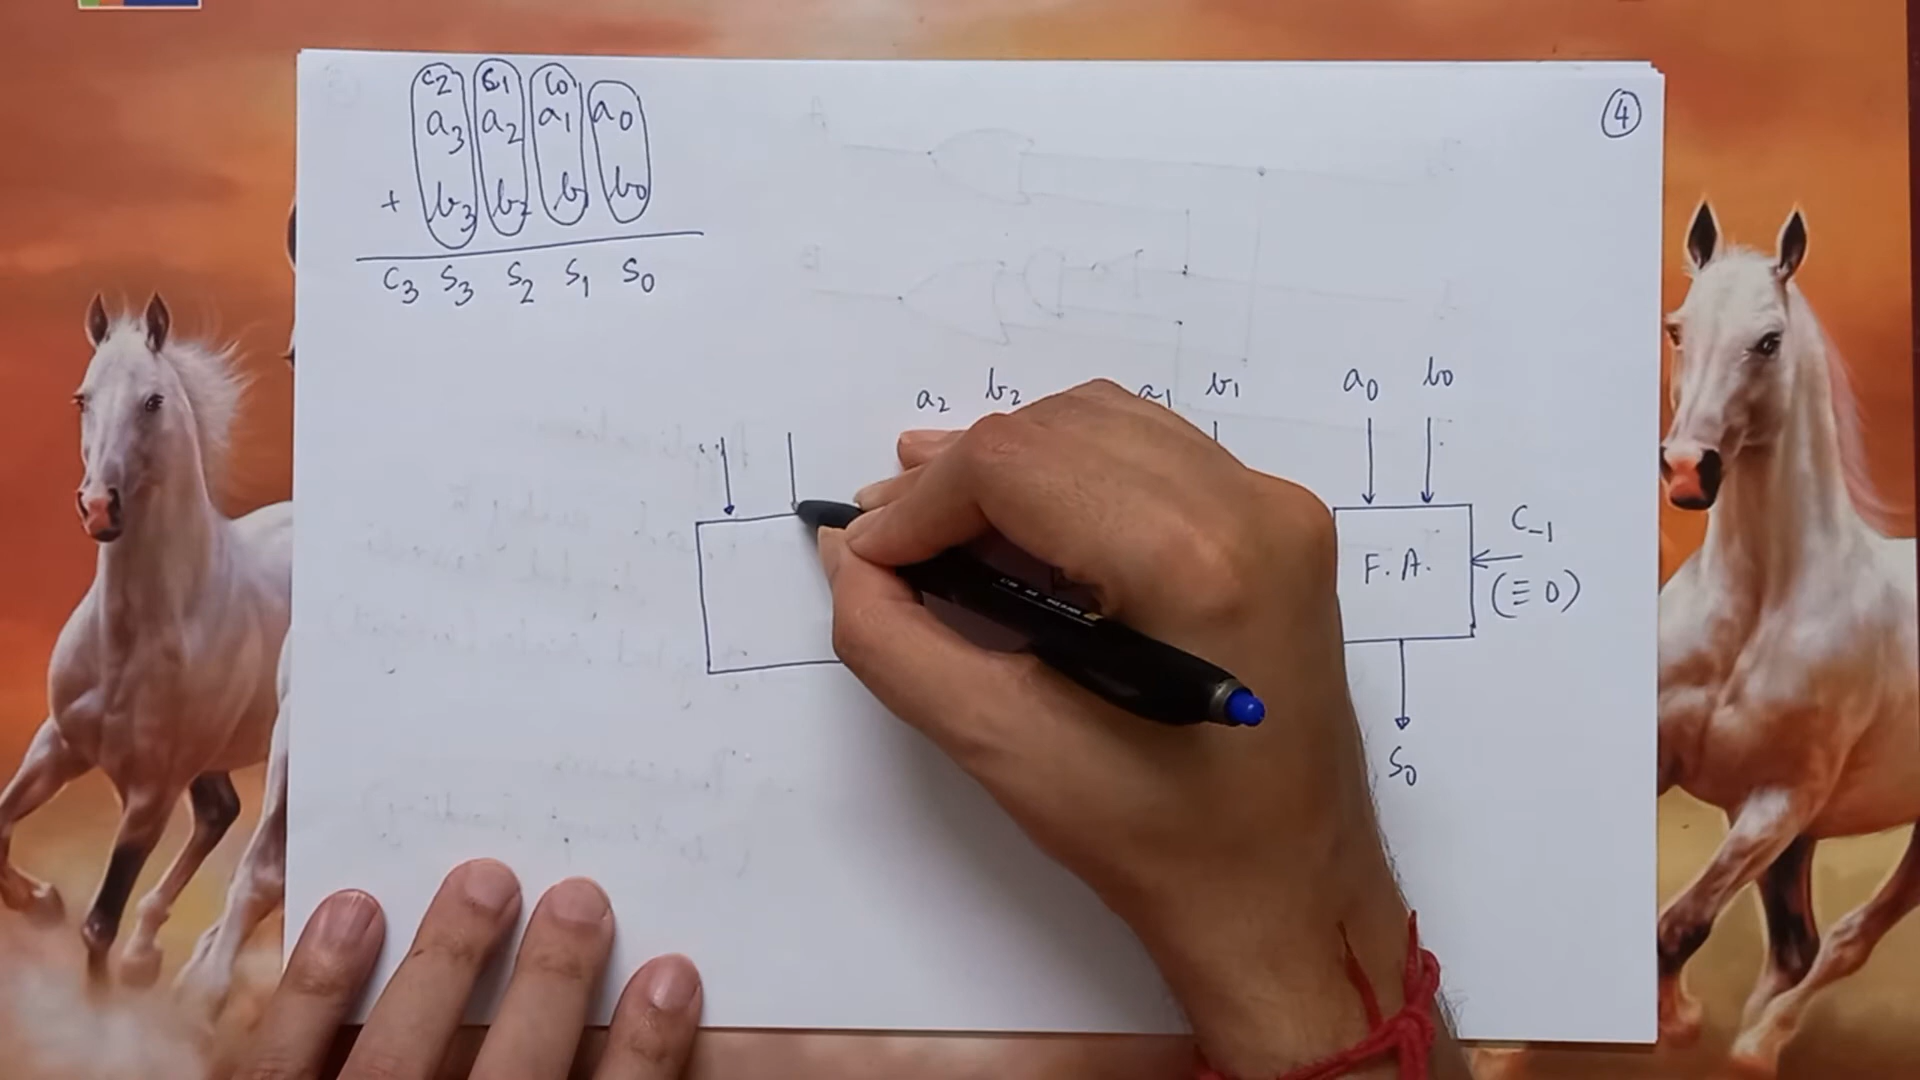 ④
c₂ c₁ c₀
a₃ a₂ a₁ a₀
+ b₃ b₂ b₁ b₀
c₃ s₃ s₂ s₁ s₀
a₂ b₂ a₁ b₁ a₀ b₀
F.A. C₋₁
(≡ 0)
S₀